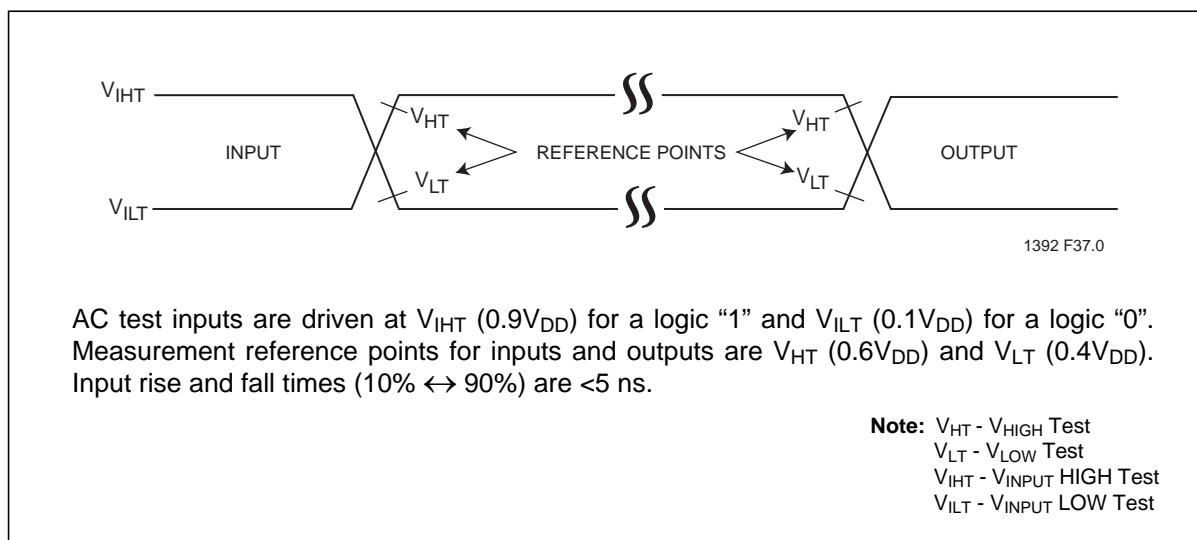 VIHT
VHT
VHT
INPUT
REFERENCE POINTS
OUTPUT
VLT
VLT
VILT
1392 F37.0
AC test inputs are driven at VIHT (0.9VDD) for a logic “1” and VILT (0.1VDD) for a logic “0”.
Measurement reference points for inputs and outputs are VHT (0.6VDD) and VLT (0.4VDD).
Input rise and fall times (10% ↔ 90%) are <5 ns.
Note: VHT - VHIGH Test
VLT - VLOW Test
VIHT - VINPUT HIGH Test
VILT - VINPUT LOW Test